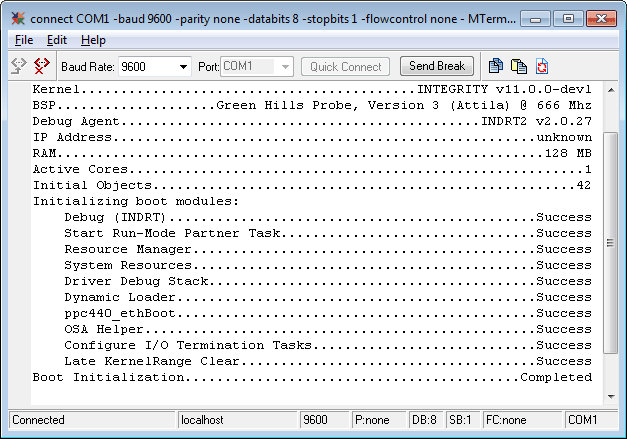 connect COM1 -baud 9600 -parity none -databits 8 -stopbits 1 -flowcontrol none - MTerm...
File Edit Help
Baud Rate: 9600 Port: COM1 Quick Connect Send Break
Kernel................................................INTEGRITY v11.0.0-dev1
BSP....................Green Hills Probe, Version 3 (Attila) @ 666 Mhz
Debug Agent.............................................INDRT2 v2.0.27
IP Address.....................................................unknown
RAM.............................................................128 MB
Active Cores.........................................................1
Initial Objects.....................................................42
Initializing boot modules:
Debug (INDRT)..............................................Success
Start Run-Mode Partner Task................................Success
Resource Manager...........................................Success
System Resources...........................................Success
Driver Debug Stack.........................................Success
Dynamic Loader.............................................Success
ppc440_ethBoot.............................................Success
OSA Helper.................................................Success
Configure I/O Termination Tasks............................Success
Late KernelRange Clear.....................................Success
Boot Initialization..........................................Completed
Connected localhost 9600 P:none DB:8 SB:1 FC:none COM1